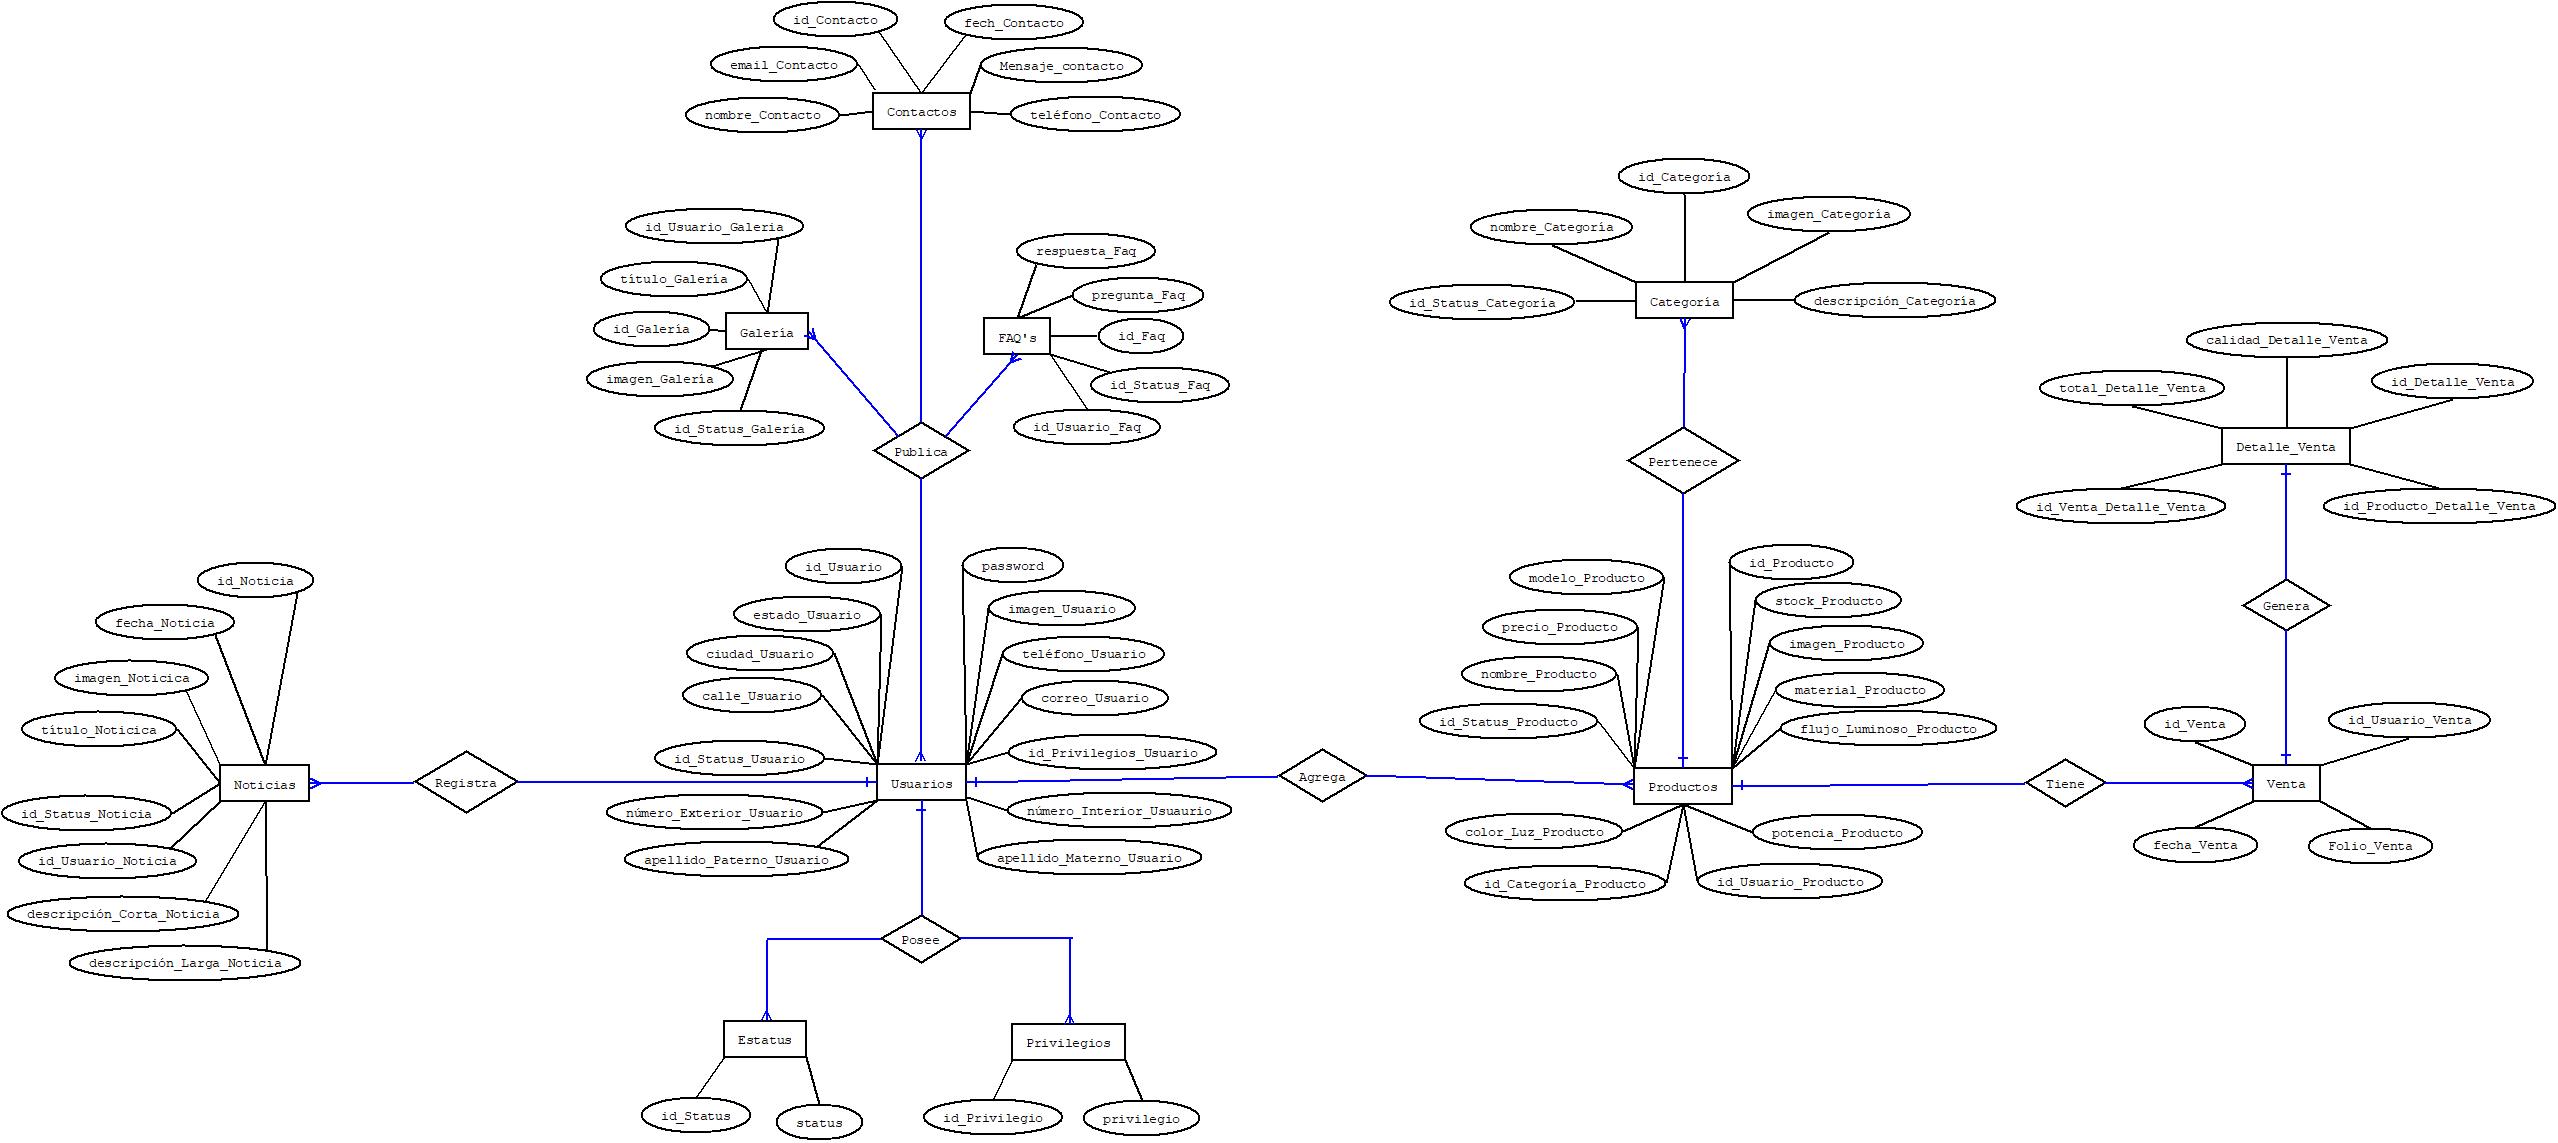 id_Contacto
fech_Contacto
email_Contacto
Mensaje_contacto
nombre_Contacto
Contactos
teléfono_Contacto
id_Categoría
nombre_Categoría
imagen_Categoría
id_Status_Categoría
Categoría
descripción_Categoría
id_Usuario_Galeria
título_Galería
id_Galería
Galería
imagen_Galería
id_Status_Galería
respuesta_Faq
pregunta_Faq
FAQ's
id_Faq
id_Status_Faq
id_Usuario_Faq
Publica
Pertenece
calidad_Detalle_Venta
total_Detalle_Venta
id_Detalle_Venta
Detalle_Venta
id_Venta_Detalle_Venta
id_Producto_Detalle_Venta
Genera
id_Noticia
fecha_Noticia
imagen_Noticica
título_Noticica
Noticias
id_Status_Noticia
id_Usuario_Noticia
descripción_Corta_Noticia
descripción_Larga_Noticia
Registra
id_Usuario
password
estado_Usuario
imagen_Usuario
ciudad_Usuario
teléfono_Usuario
calle_Usuario
correo_Usuario
id_Status_Usuario
id_Privilegios_Usuario
Usuarios
número_Exterior_Usuario
número_Interior_Usuaurio
apellido_Paterno_Usuario
apellido_Materno_Usuario
Agrega
modelo_Producto
id_Producto
precio_Producto
stock_Producto
nombre_Producto
imagen_Producto
id_Status_Producto
material_Producto
flujo_Luminoso_Producto
Productos
color_Luz_Producto
potencia_Producto
id_Categoría_Producto
id_Usuario_Producto
Tiene
id_Venta
id_Usuario_Venta
Venta
fecha_Venta
Folio_Venta
Posee
Estatus
Privilegios
id_Status
status
id_Privilegio
privilegio